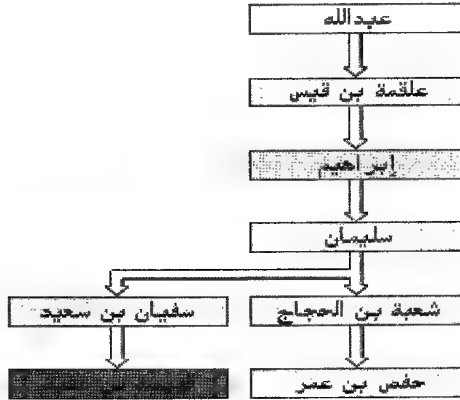 عبدالله
علقمة بن قيس
إبراهيم
سليمان
شعبة بن الحجاج
سفيان بن سعيد
حفص بن عمر